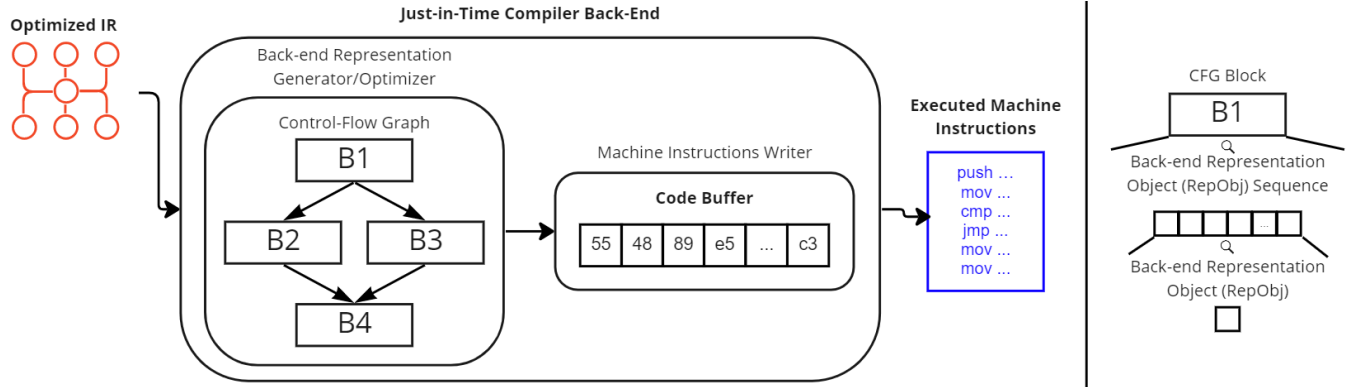 Just-in-Time Compiler Back-End
Optimized IR
Back-end Representation
Generator/Optimizer
Control-Flow Graph
B1
B2
B3
B4
Machine Instructions Writer
Code Buffer
55 48 89 e5 ... c3
Executed Machine
Instructions
push ...
mov ...
cmp ...
jmp ...
mov ...
mov ...
CFG Block
B1
Back-end Representation
Object (RepObj) Sequence
...
Back-end Representation
Object (RepObj)